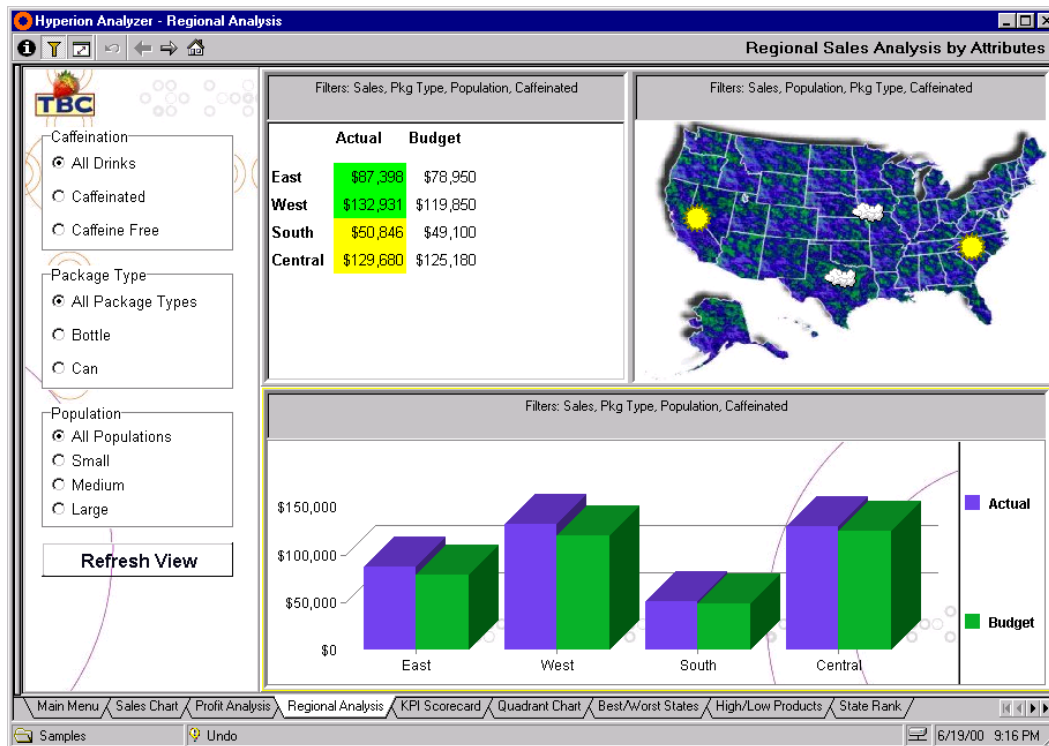 Hyperion Analyzer - Regional Analysis
Regional Sales Analysis by Attributes
TBC
Caffeination
All Drinks
Caffeinated
Caffeine Free
Package Type
All Package Types
Bottle
Can
Population
All Populations
Small
Medium
Large
Refresh View
Filters: Sales, Pkg Type, Population, Caffeinated
Actual Budget
East $87,398 $78,950
West $132,931 $119,850
South $50,846 $49,100
Central $129,680 $125,180
Filters: Sales, Population, Pkg Type, Caffeinated
Filters: Sales, Pkg Type, Population, Caffeinated
$150,000
$100,000
$50,000
$0
East West South Central
Actual
Budget
Main Menu Sales Chart Profit Analysis Regional Analysis KPI Scorecard Quadrant Chart Best/Worst States High/Low Products State Rank
Samples Undo 6/19/00 9:16 PM